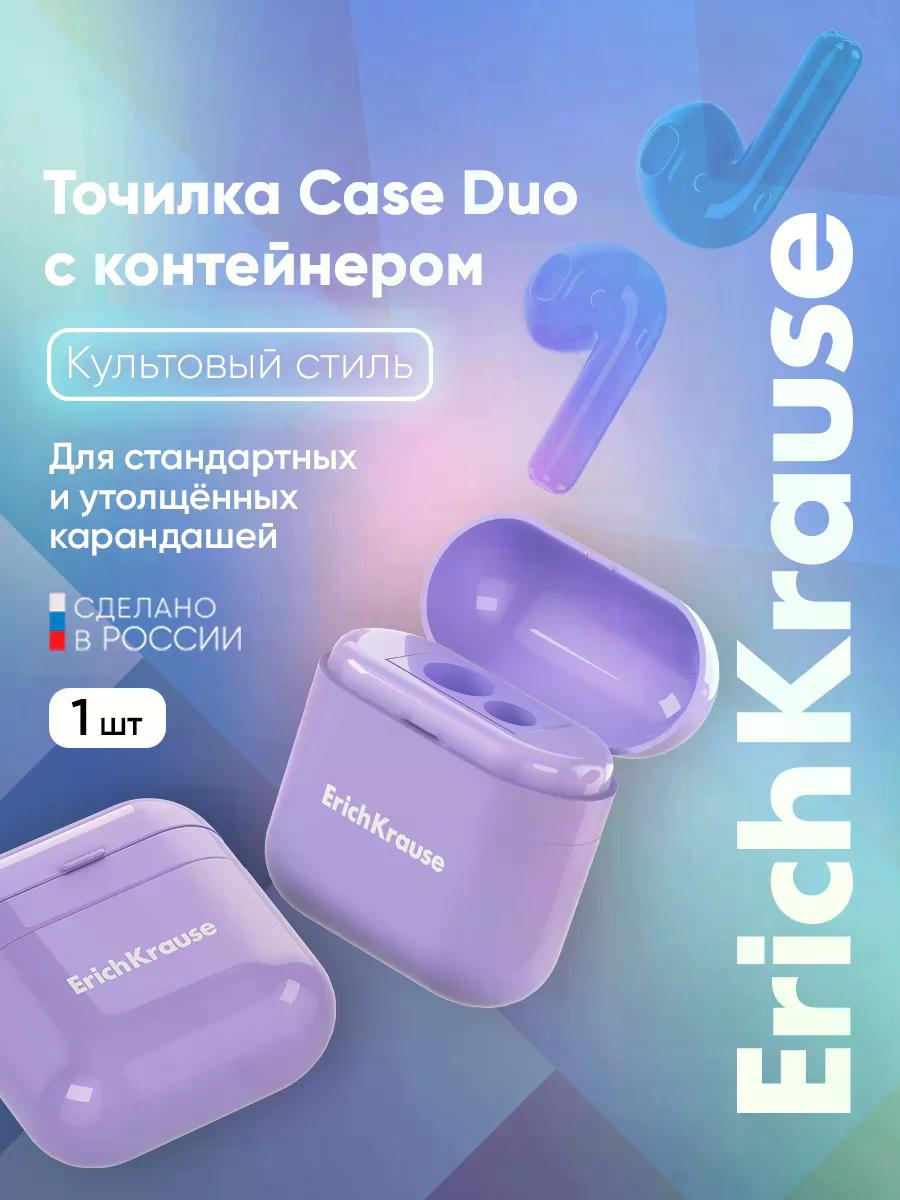 Точилка Case Duo
с контейнером
Культовый стиль
Для стандартных
и утолщённых
карандашей
СДЕЛАНО
в РОССИИ
1 шт
ErichKrause
ErichKrause
ErichKrause